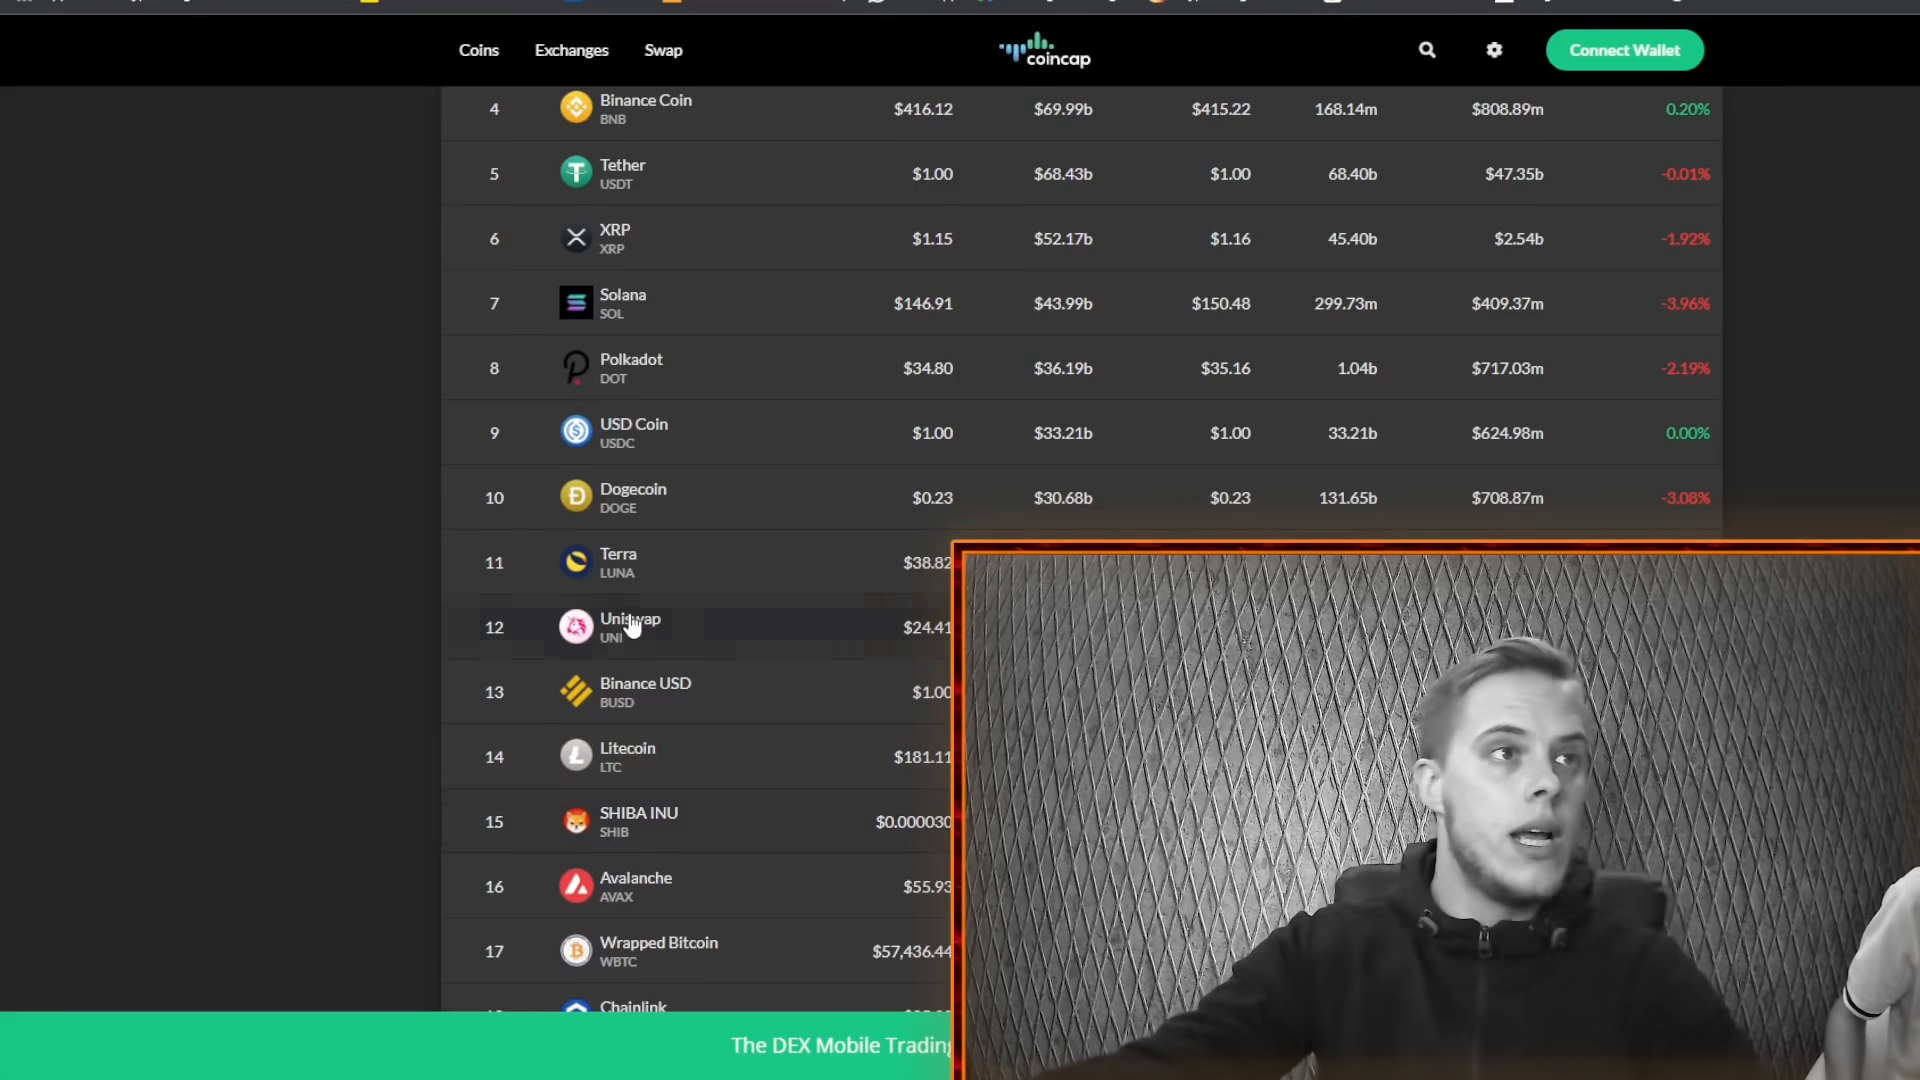 Coins Exchanges Swap coincap Connect Wallet
4 Binance Coin $416.12 $69.99b $415.22 168.14m $808.89m 0.20%
BNB
5 Tether $1.00 $68.43b $1.00 68.40b $47.35b -0.01%
USDT
6 XRP $1.15 $52.17b $1.16 45.40b $2.54b -1.92%
XRP
7 Solana $146.91 $43.99b $150.48 299.73m $409.37m -3.96%
SOL
8 Polkadot $34.80 $36.19b $35.16 1.04b $717.03m -2.19%
DOT
9 USD Coin $1.00 $33.21b $1.00 33.21b $624.98m 0.00%
USDC
10 Dogecoin $0.23 $30.68b $0.23 131.65b $708.87m -3.08%
DOGE
11 Terra $38.82
LUNA
12 Uniswap $24.41
UNI
13 Binance USD $1.00
BUSD
14 Litecoin $181.11
LTC
15 SHIBA INU $0.000030
SHIB
16 Avalanche $55.93
AVAX
17 Wrapped Bitcoin $57,436.44
WBTC
Chainlink
The DEX Mobile Trading